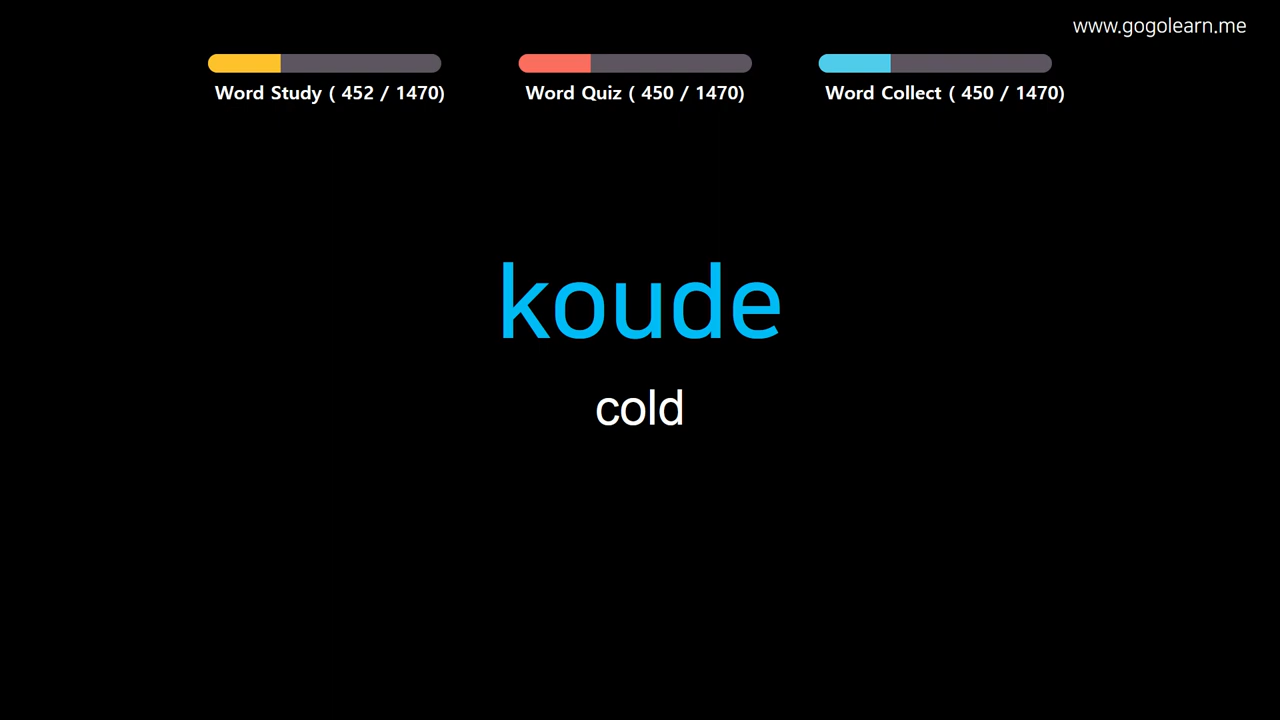 www.gogolearn.me
Word Study ( 452 / 1470)
Word Quiz ( 450 / 1470)
Word Collect ( 450 / 1470)
koude
cold